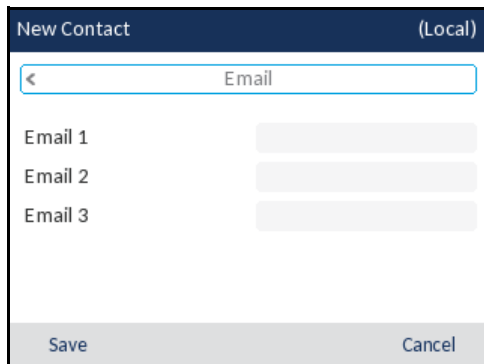 New Contact (Local)
< Email
Email 1
Email 2
Email 3
Save Cancel